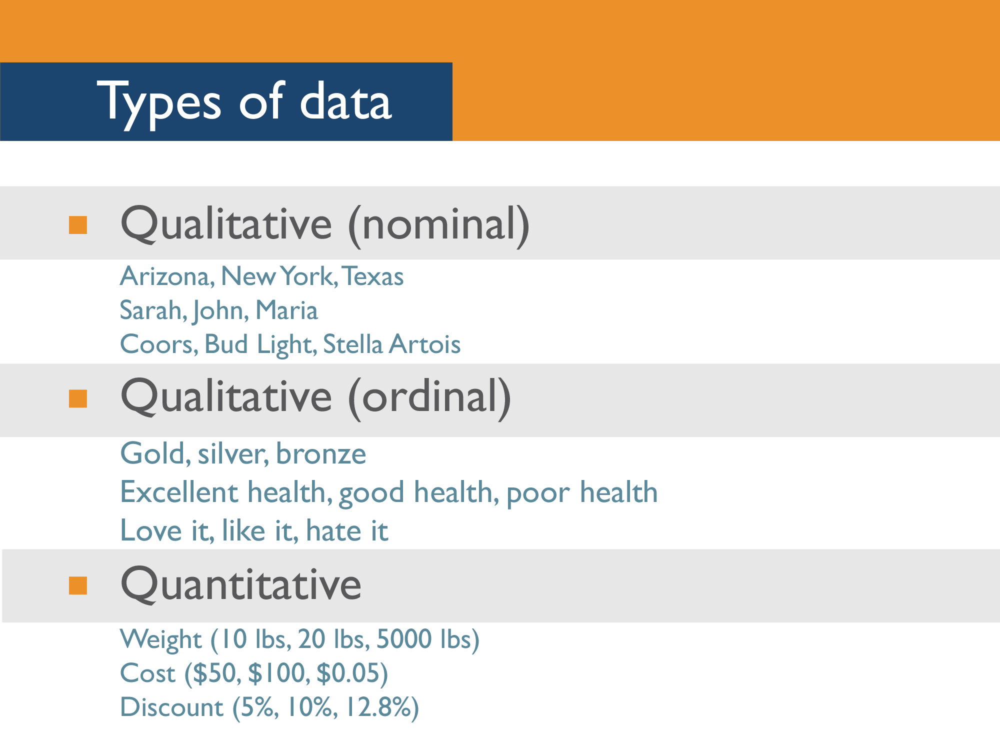 Types of data
Qualitative (nominal)
Arizona, New York, Texas
Sarah, John, Maria
Coors, Bud Light, Stella Artois
Qualitative (ordinal)
Gold, silver, bronze
Excellent health, good health, poor health
Love it, like it, hate it
Quantitative
Weight (10 lbs, 20 lbs, 5000 lbs)
Cost ($50, $100, $0.05)
Discount (5%, 10%, 12.8%)